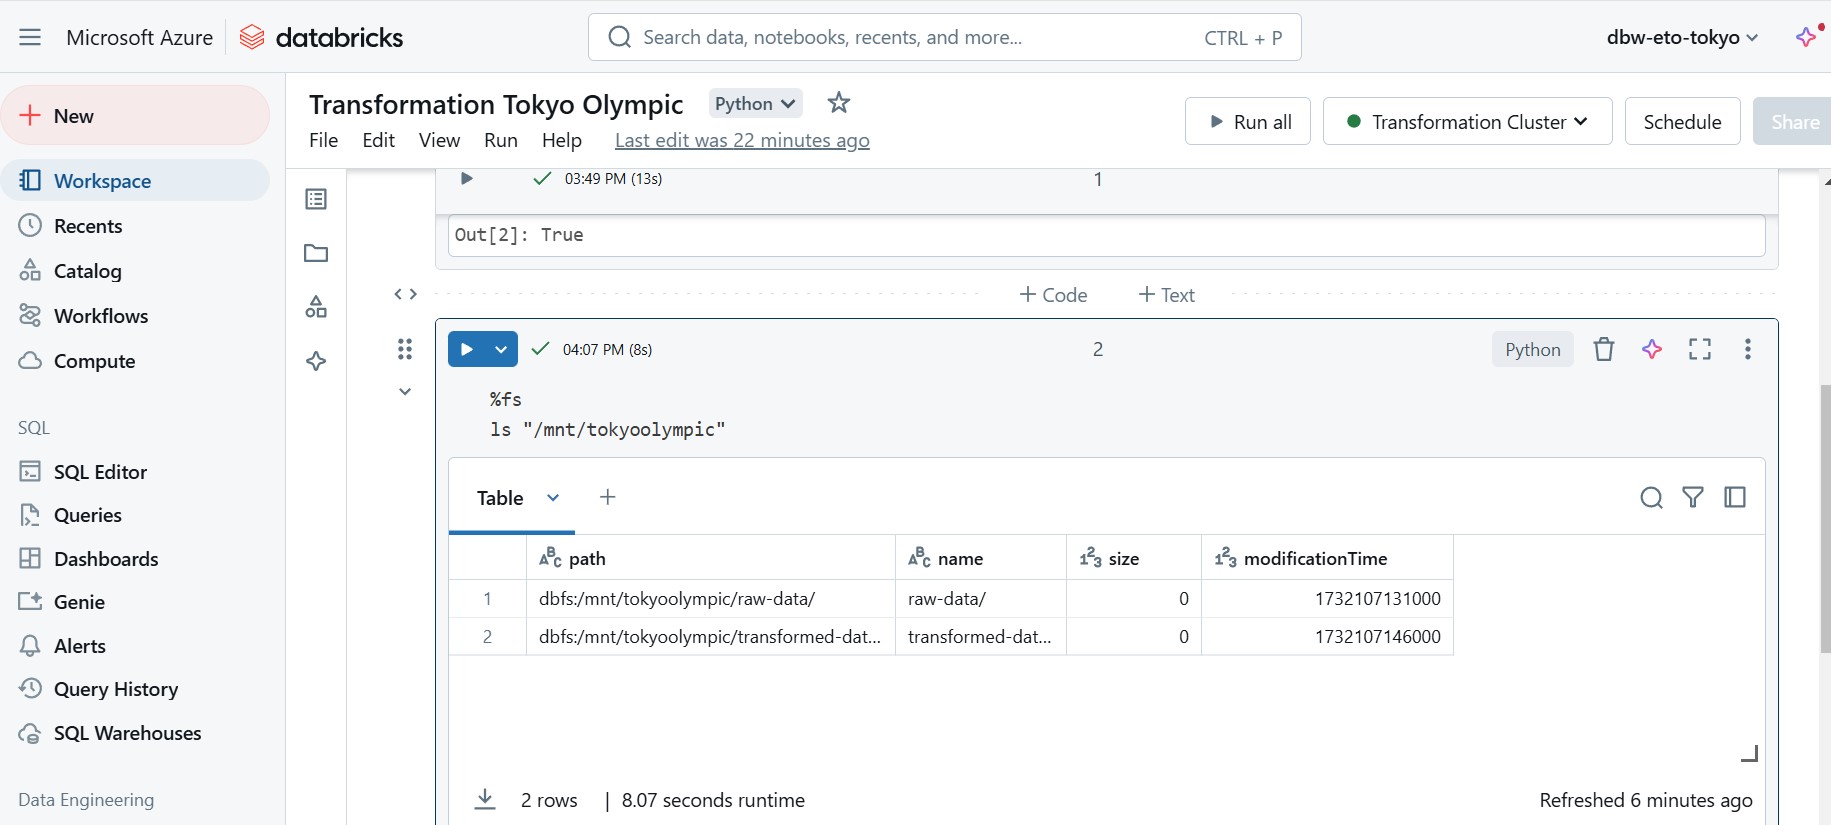 Microsoft Azure
databricks
Search data, notebooks, recents, and more...
CTRL + P
dbw-eto-tokyo
New
Workspace
Recents
Catalog
Workflows
Compute
SQL
SQL Editor
Queries
Dashboards
Genie
Alerts
Query History
SQL Warehouses
Data Engineering
Transformation Tokyo Olympic
Python
File Edit View Run Help Last edit was 22 minutes ago
Run all
Transformation Cluster
Schedule
Share
03:49 PM (13s)
1
Out[2]: True
+ Code
+ Text
04:07 PM (8s)
2
Python
%fs
ls "/mnt/tokyoolympic"
Table
+
ABC path ABC name 123 size 123 modificationTime
1 dbfs:/mnt/tokyoolympic/raw-data/ raw-data/ 0 1732107131000
2 dbfs:/mnt/tokyoolympic/transformed-dat... transformed-dat... 0 1732107146000
2 rows | 8.07 seconds runtime
Refreshed 6 minutes ago